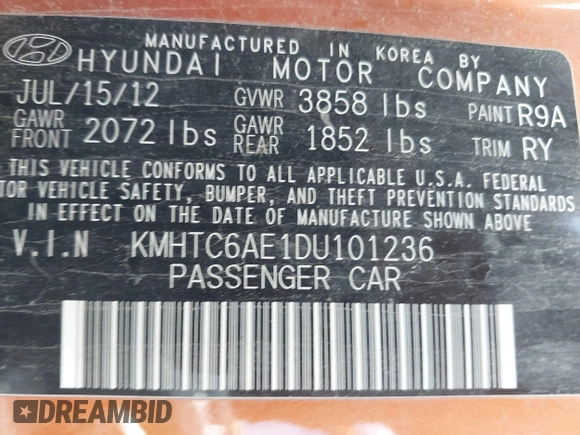 MANUFACTURED IN KOREA BY
HYUNDAI MOTOR COMPANY
JUL/15/12 GVWR 3858 lbs PAINT R9A
GAWR FRONT 2072 lbs GAWR REAR 1852 lbs TRIM RY
THIS VEHICLE CONFORMS TO ALL APPLICABLE U.S.A. FEDERAL
TOR VEHICLE SAFETY, BUMPER, AND THEFT PREVENTION STANDARDS
IN EFFECT ON THE DATE OF MANUFACTURE SHOWN ABOVE
V.I.N KMHTC6AE1DU101236
PASSENGER CAR
DREAMBID